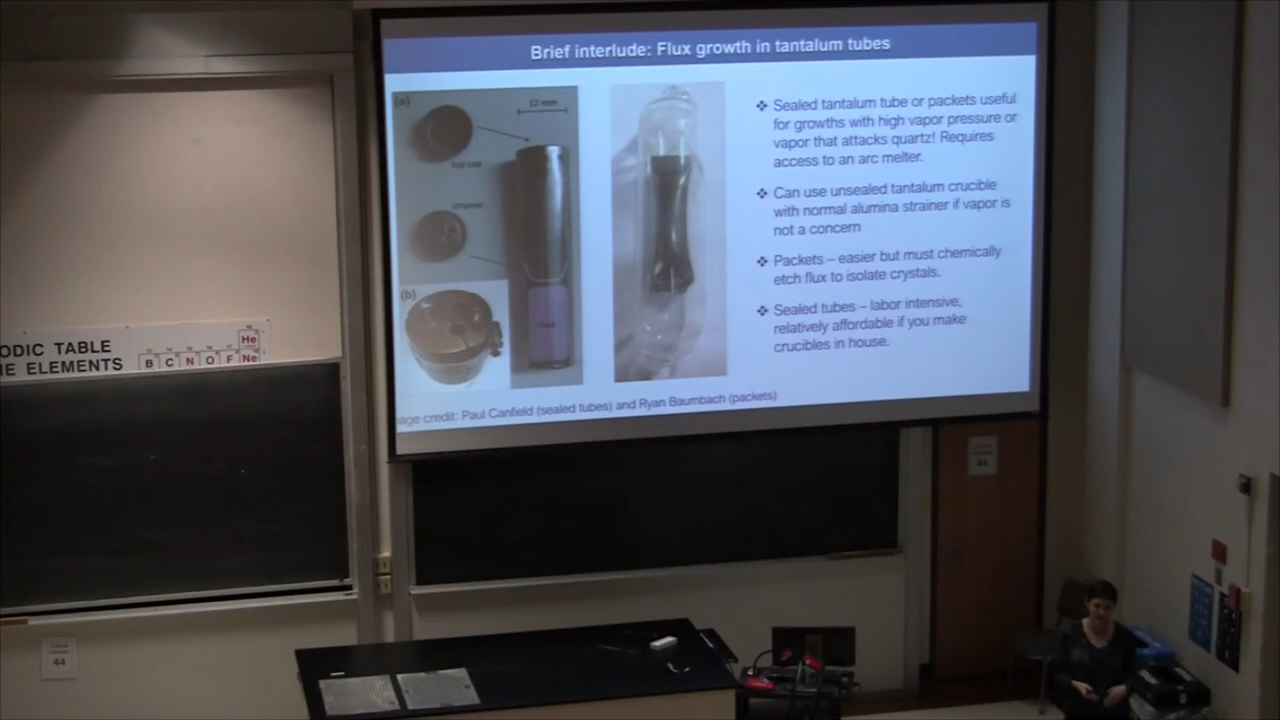 Brief interlude: Flux growth in tantalum tubes
(a)
12 mm
top cap
strainer
(b)
❖ Sealed tantalum tube or packets useful
for growths with high vapor pressure or
vapor that attacks quartz! Requires
access to an arc melter.
❖ Can use unsealed tantalum crucible
with normal alumina strainer if vapor is
not a concern
❖ Packets – easier but must chemically
etch flux to isolate crystals.
❖ Sealed tubes – labor intensive,
relatively affordable if you make
crucibles in house.
age credit: Paul Canfield (sealed tubes) and Ryan Baumbach (packets)
ODIC TABLE
E ELEMENTS
B C N O F Ne
He
44
44